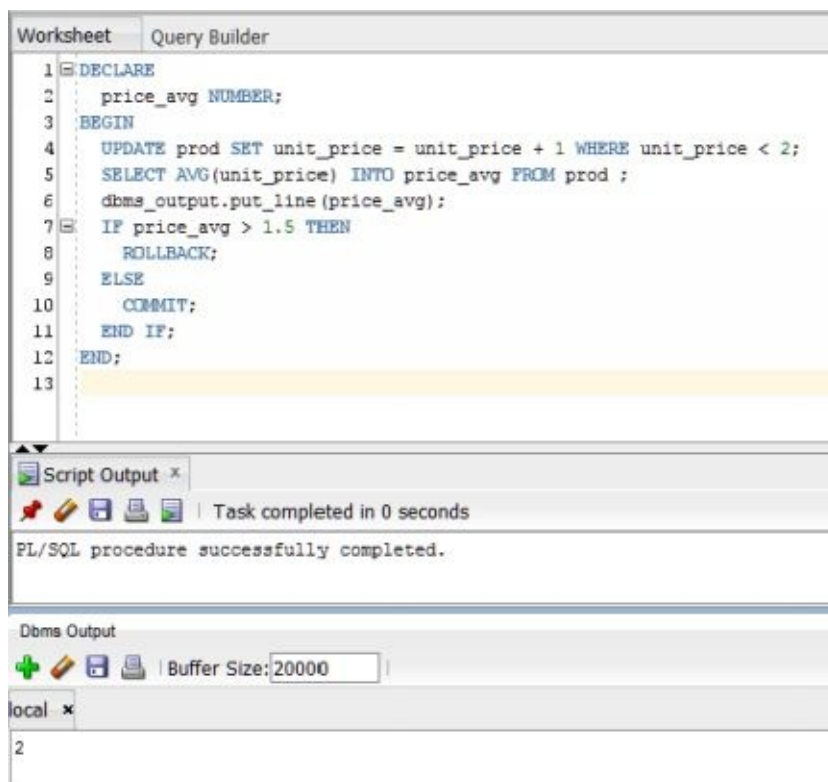 Worksheet Query Builder
1 DECLARE
2 price_avg NUMBER;
3 BEGIN
4 UPDATE prod SET unit_price = unit_price + 1 WHERE unit_price < 2;
5 SELECT AVG(unit_price) INTO price_avg FROM prod ;
6 dbms_output.put_line(price_avg);
7 IF price_avg > 1.5 THEN
8 ROLLBACK;
9 ELSE
10 COMMIT;
11 END IF;
12 END;
13
Script Output ×
Task completed in 0 seconds
PL/SQL procedure successfully completed.
Dbms Output
Buffer Size: 20000
local ×
2